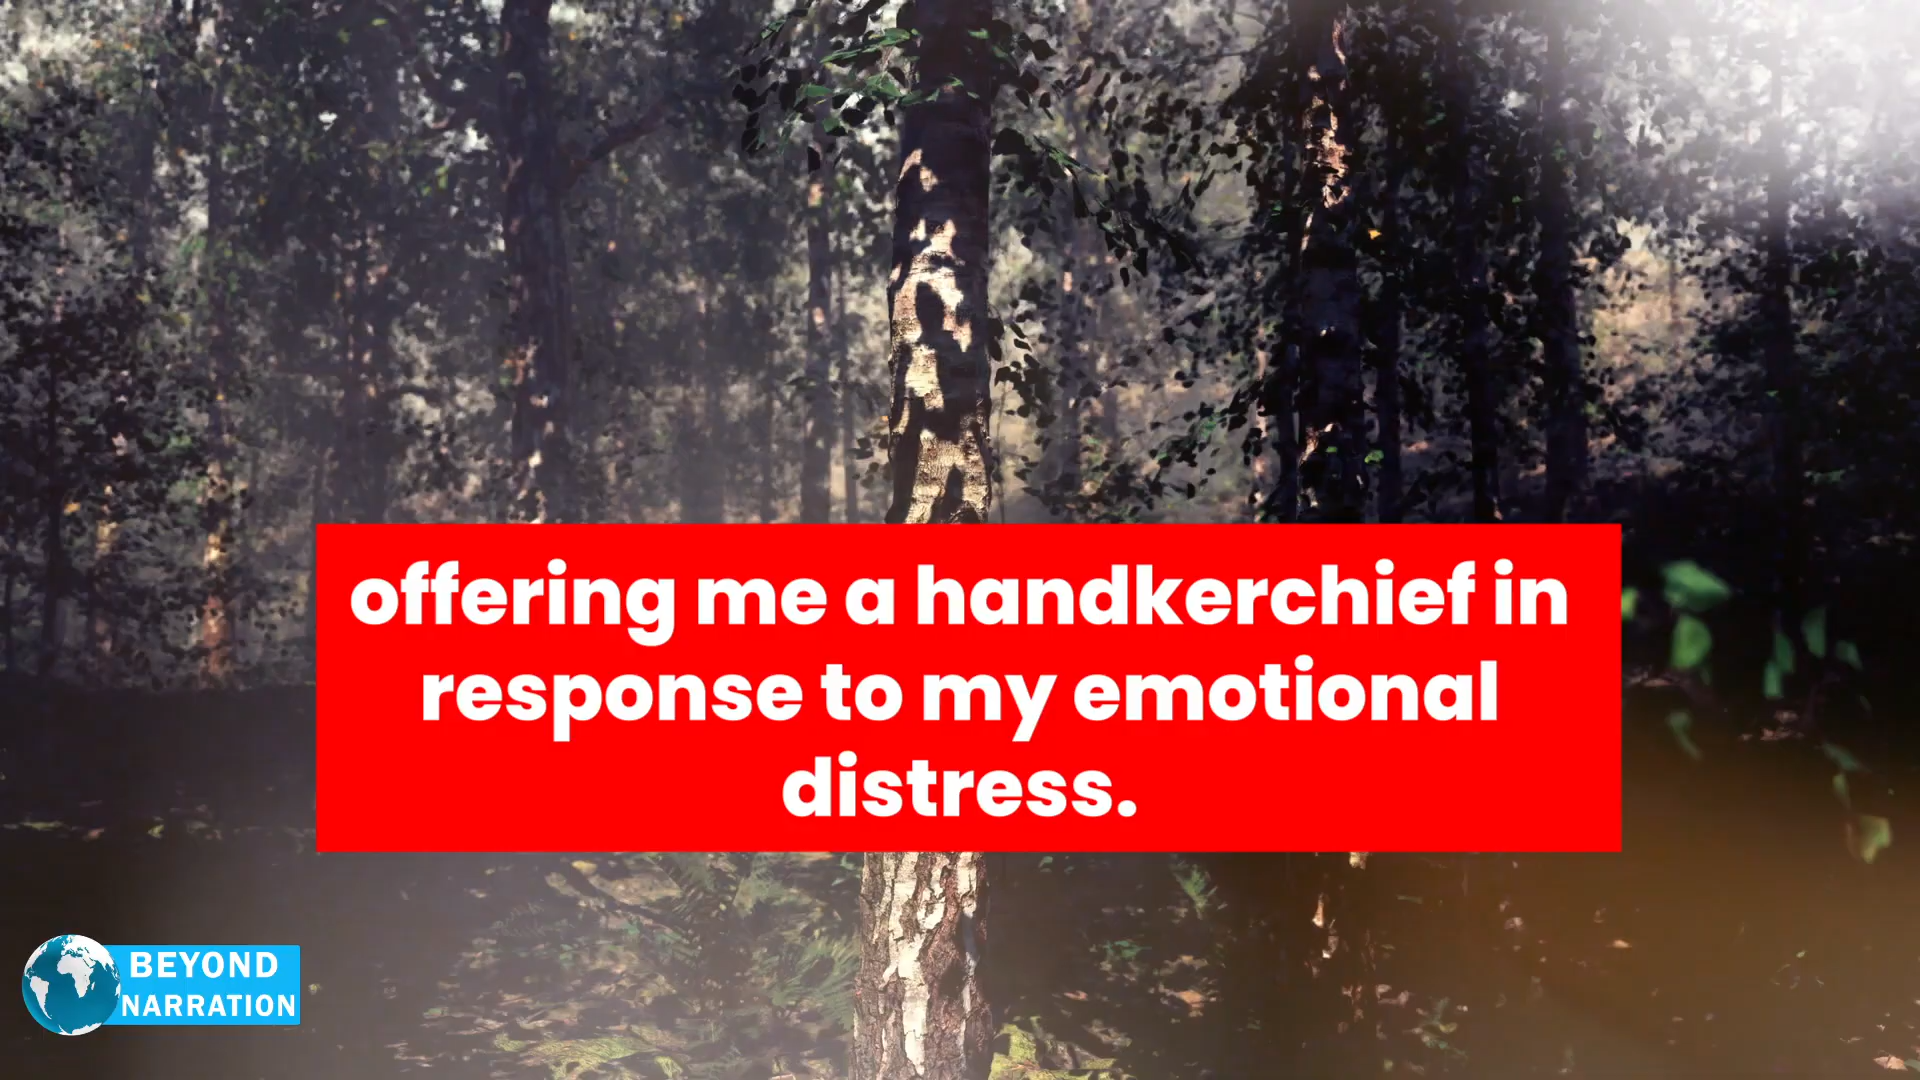 offering me a handkerchief in
response to my emotional
distress.
BEYOND
NARRATION